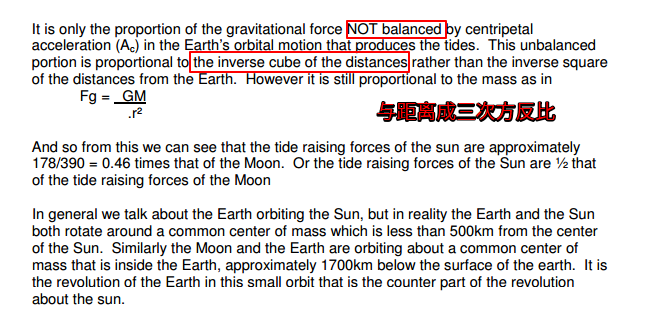 It is only the proportion of the gravitational force NOT balanced by centripetal
acceleration (Ac) in the Earth's orbital motion that produces the tides. This unbalanced
portion is proportional to the inverse cube of the distances rather than the inverse square
of the distances from the Earth. However it is still proportional to the mass as in
Fg = GM
.r²
与距离成三次方反比
And so from this we can see that the tide raising forces of the sun are approximately
178/390 = 0.46 times that of the Moon. Or the tide raising forces of the Sun are ½ that
of the tide raising forces of the Moon
In general we talk about the Earth orbiting the Sun, but in reality the Earth and the Sun
both rotate around a common center of mass which is less than 500km from the center
of the Sun. Similarly the Moon and the Earth are orbiting about a common center of
mass that is inside the Earth, approximately 1700km below the surface of the earth. It is
the revolution of the Earth in this small orbit that is the counter part of the revolution
about the sun.